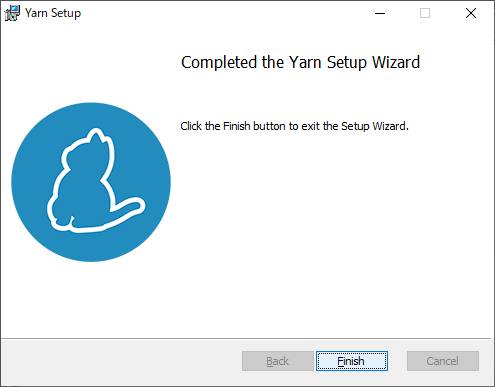 Yarn Setup
Completed the Yarn Setup Wizard
Click the Finish button to exit the Setup Wizard.
Back
Finish
Cancel